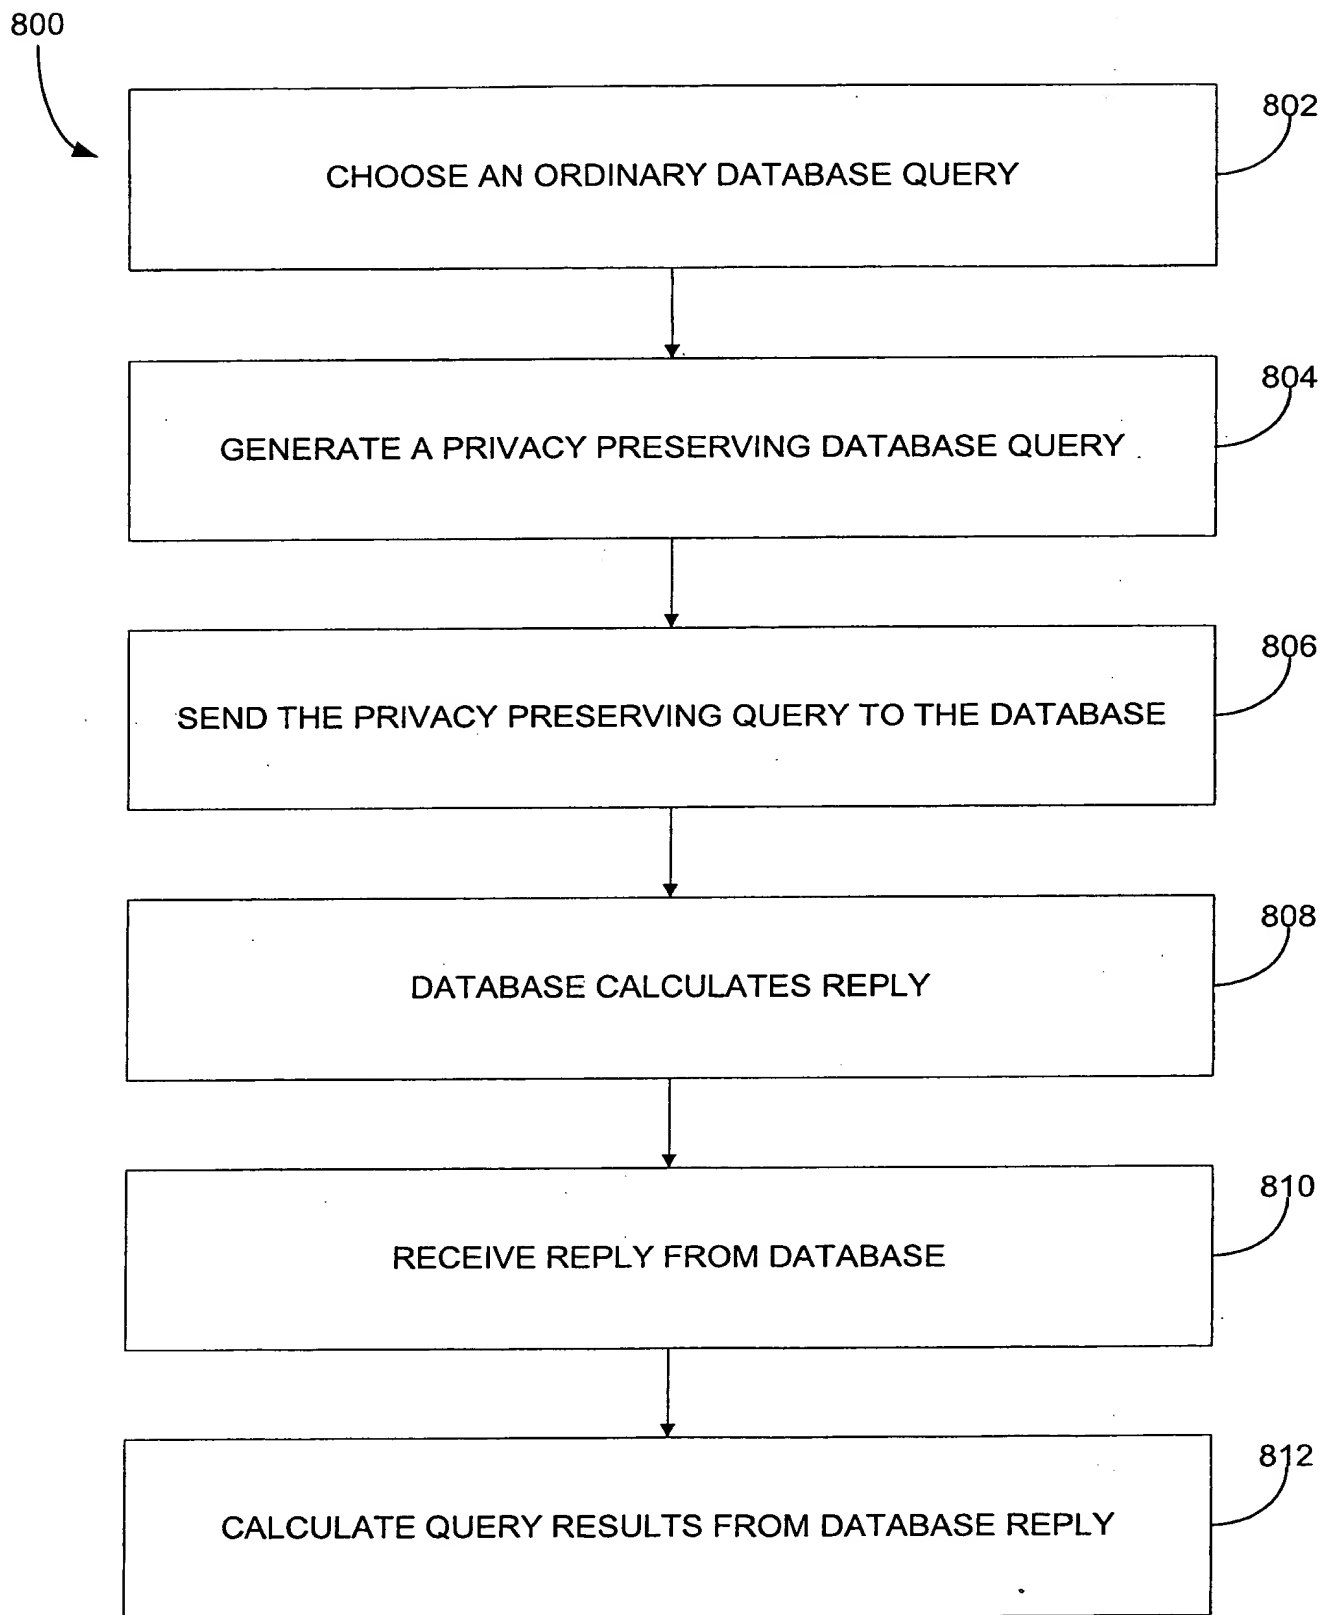 800
802
CHOOSE AN ORDINARY DATABASE QUERY
804
GENERATE A PRIVACY PRESERVING DATABASE QUERY
806
SEND THE PRIVACY PRESERVING QUERY TO THE DATABASE
808
DATABASE CALCULATES REPLY
810
RECEIVE REPLY FROM DATABASE
812
CALCULATE QUERY RESULTS FROM DATABASE REPLY